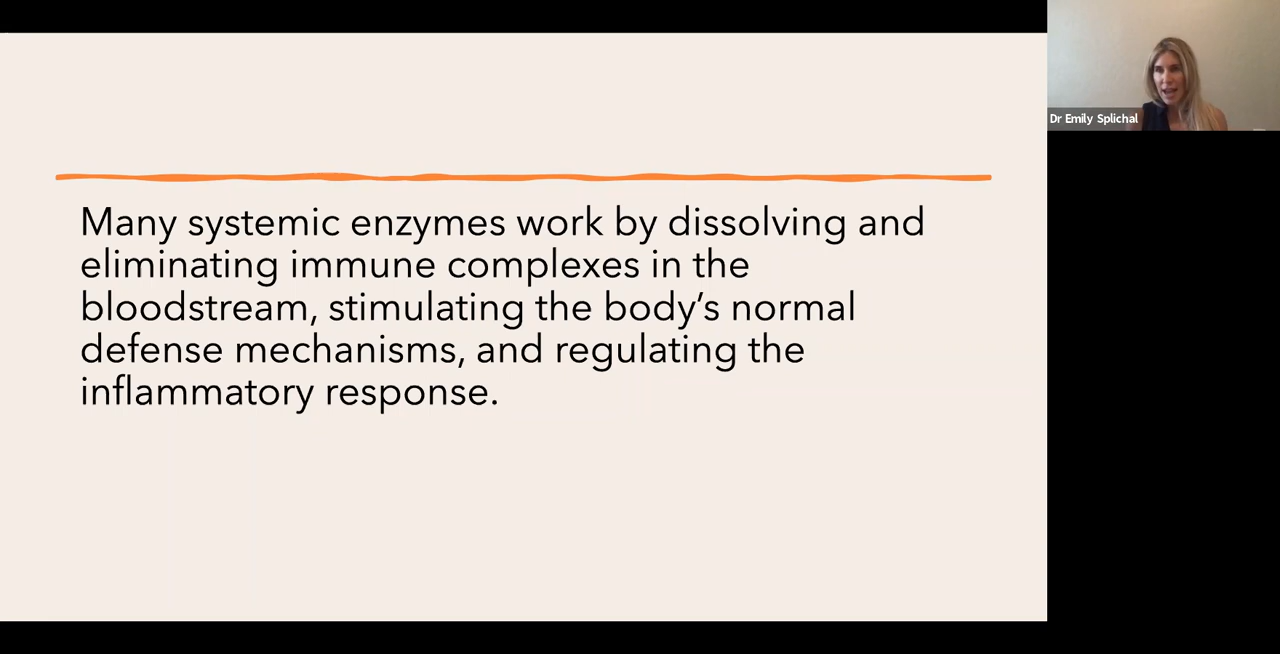 Many systemic enzymes work by dissolving and
eliminating immune complexes in the
bloodstream, stimulating the body’s normal
defense mechanisms, and regulating the
inflammatory response.
Dr Emily Splichal